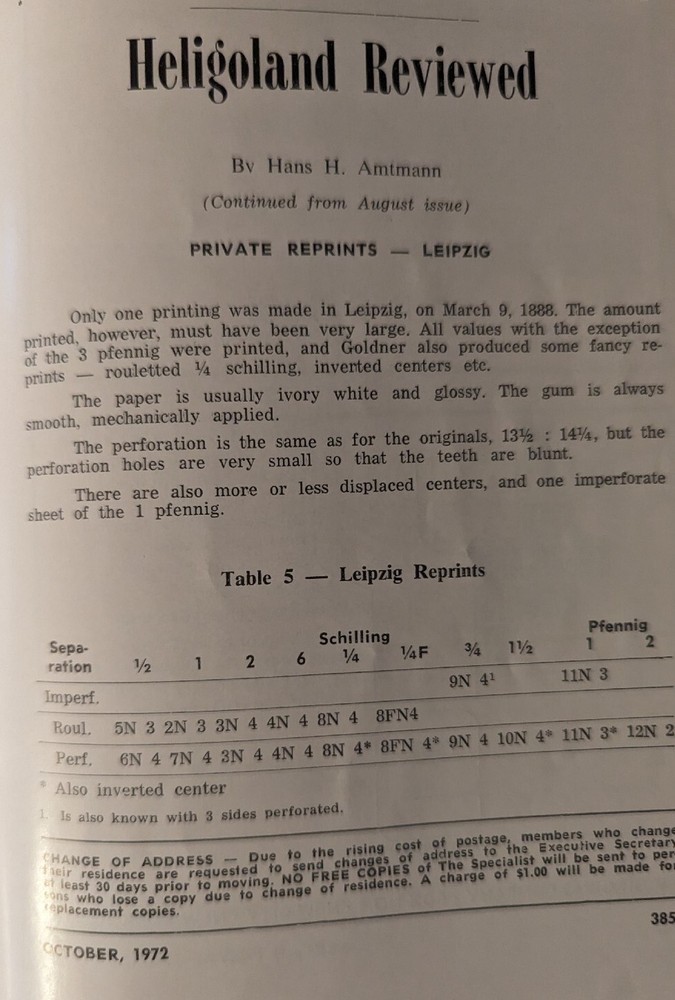 Heligoland Reviewed
By Hans H. Amtmann
(Continued from August issue)
PRIVATE REPRINTS — LEIPZIG
Only one printing was made in Leipzig, on March 9, 1888. The amount
printed, however, must have been very large. All values with the exception
of the 3 pfennig were printed, and Goldner also produced some fancy re-
prints — rouletted ¼ schilling, inverted centers etc.
The paper is usually ivory white and glossy. The gum is always
smooth, mechanically applied.
The perforation is the same as for the originals, 13½ : 14¼, but the
perforation holes are very small so that the teeth are blunt.
There are also more or less displaced centers, and one imperforate
sheet of the 1 pfennig.
Table 5 — Leipzig Reprints
Schilling Pfennig
Sepa-
ration ½ 1 2 6 ¼ ¼F ¾ 1½ 1 2
Imperf. 9N 4¹ 11N 3
Roul. 5N 3 2N 3 3N 4 4N 4 8N 4 8FN4
Perf. 6N 4 7N 4 3N 4 4N 4 8N 4* 8FN 4* 9N 4 10N 4* 11N 3* 12N 2
* Also inverted center
1. Is also known with 3 sides perforated.
CHANGE OF ADDRESS — Due to the rising cost of postage, members who change
their residence are requested to send changes of address to the Executive Secretary
at least 30 days prior to moving. NO FREE COPIES of The Specialist will be sent to per-
sons who lose a copy due to change of residence. A charge of $1.00 will be made for
replacement copies.
385
OCTOBER, 1972